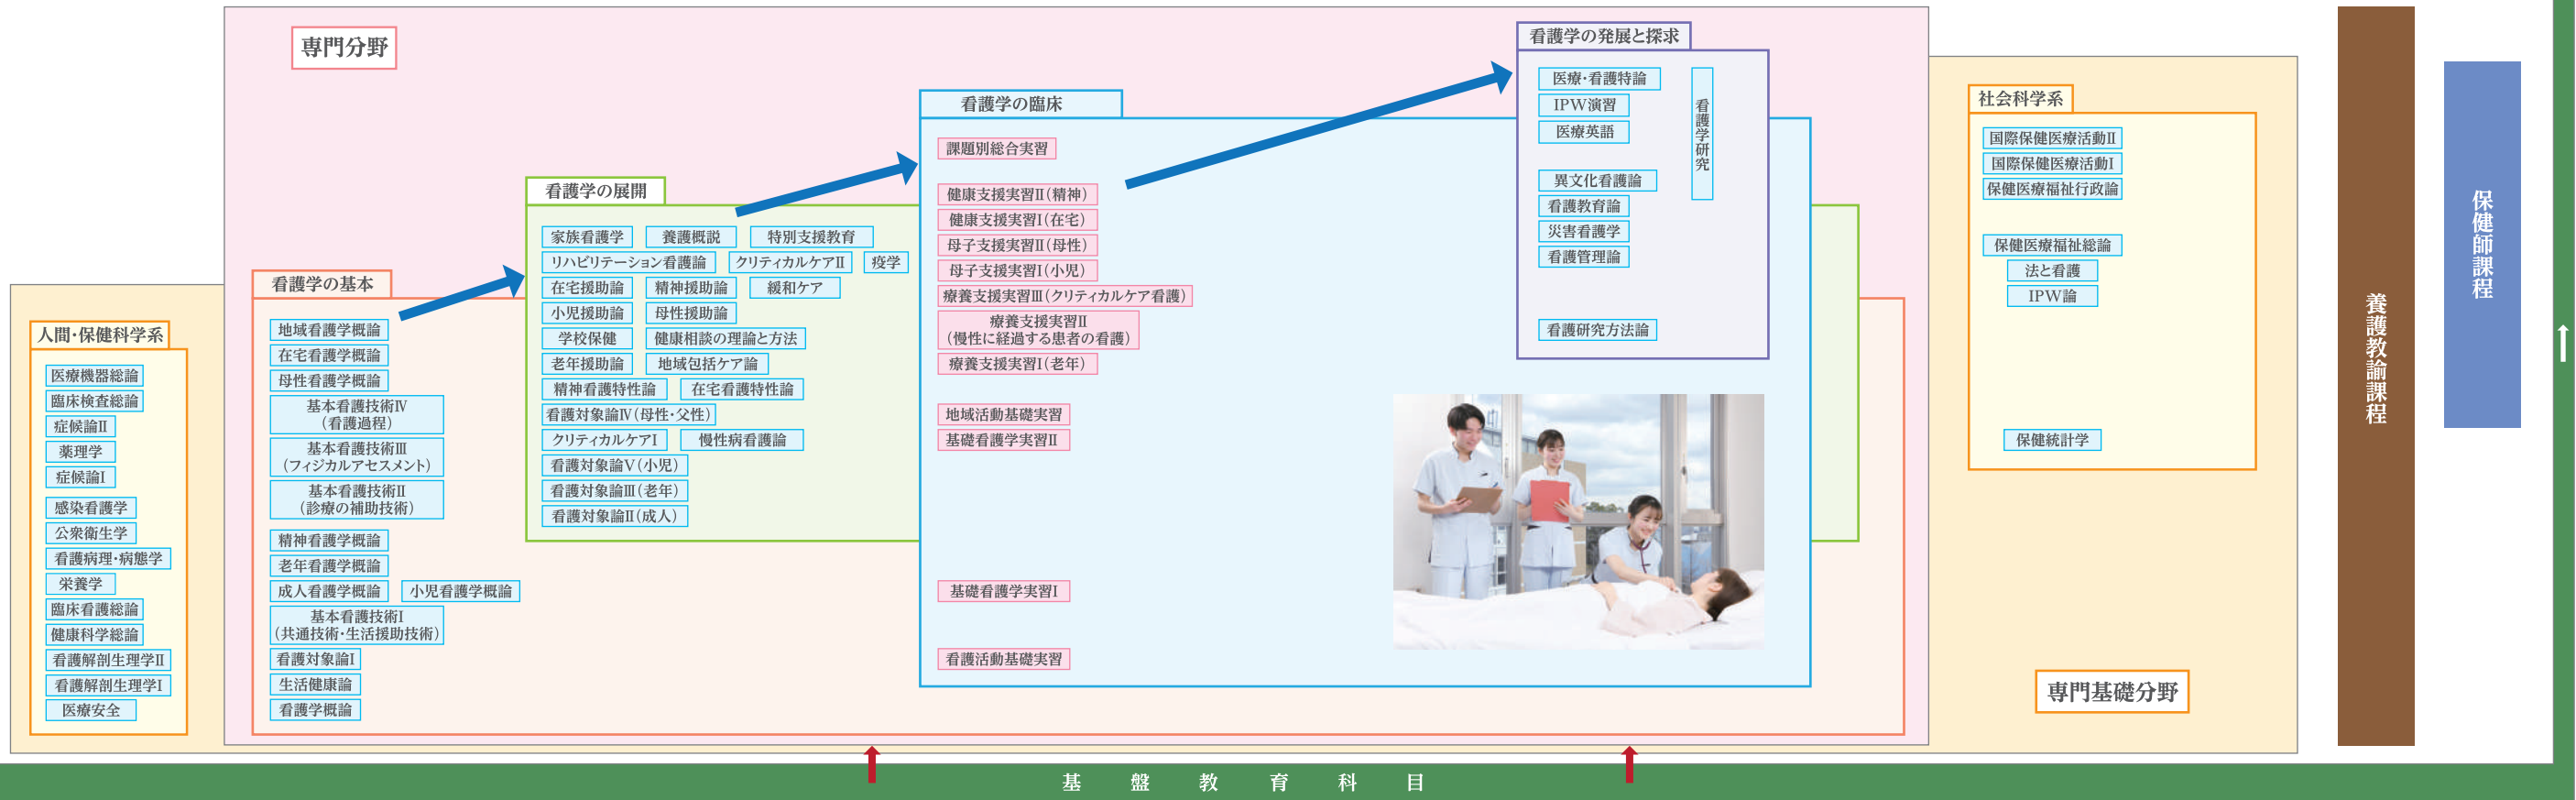 専門分野
看護学の基本
地域看護学概論
在宅看護学概論
母性看護学概論
基本看護技術Ⅳ
（看護過程）
基本看護技術Ⅲ
（フィジカルアセスメント）
基本看護技術Ⅱ
（診療の補助技術）
精神看護学概論
老年看護学概論
成人看護学概論
小児看護学概論
基本看護技術Ⅰ
（共通技術・生活援助技術）
看護対象論Ⅰ
生活健康論
看護学概論
看護学の展開
家族看護学
養護概説
特別支援教育
リハビリテーション看護論
クリティカルケアⅡ
疫学
在宅援助論
精神援助論
緩和ケア
小児援助論
母性援助論
学校保健
健康相談の理論と方法
老年援助論
地域包括ケア論
精神看護特性論
在宅看護特性論
看護対象論Ⅳ（母性・父性）
クリティカルケアⅠ
慢性病看護論
看護対象論Ⅴ（小児）
看護対象論Ⅲ（老年）
看護対象論Ⅱ（成人）
看護学の臨床
課題別総合実習
健康支援実習Ⅱ（精神）
健康支援実習Ⅰ（在宅）
母子支援実習Ⅱ（母性）
母子支援実習Ⅰ（小児）
療養支援実習Ⅲ（クリティカルケア看護）
療養支援実習Ⅱ
（慢性に経過する患者の看護）
療養支援実習Ⅰ（老年）
地域活動基礎実習
基礎看護学実習Ⅱ
基礎看護学実習Ⅰ
看護活動基礎実習
看護学の発展と探求
医療・看護特論
IPW演習
医療英語
看護学研究
異文化看護論
看護教育論
災害看護学
看護管理論
看護研究方法論
人間・保健科学系
医療機器総論
臨床検査総論
症候論Ⅱ
薬理学
症候論Ⅰ
感染看護学
公衆衛生学
看護病理・病態学
栄養学
臨床看護総論
健康科学総論
看護解剖生理学Ⅱ
看護解剖生理学Ⅰ
医療安全
社会科学系
国際保健医療活動Ⅱ
国際保健医療活動Ⅰ
保健医療福祉行政論
保健医療福祉総論
法と看護
IPW論
保健統計学
専門基礎分野
養護教諭課程
保健師課程
基盤教育科目